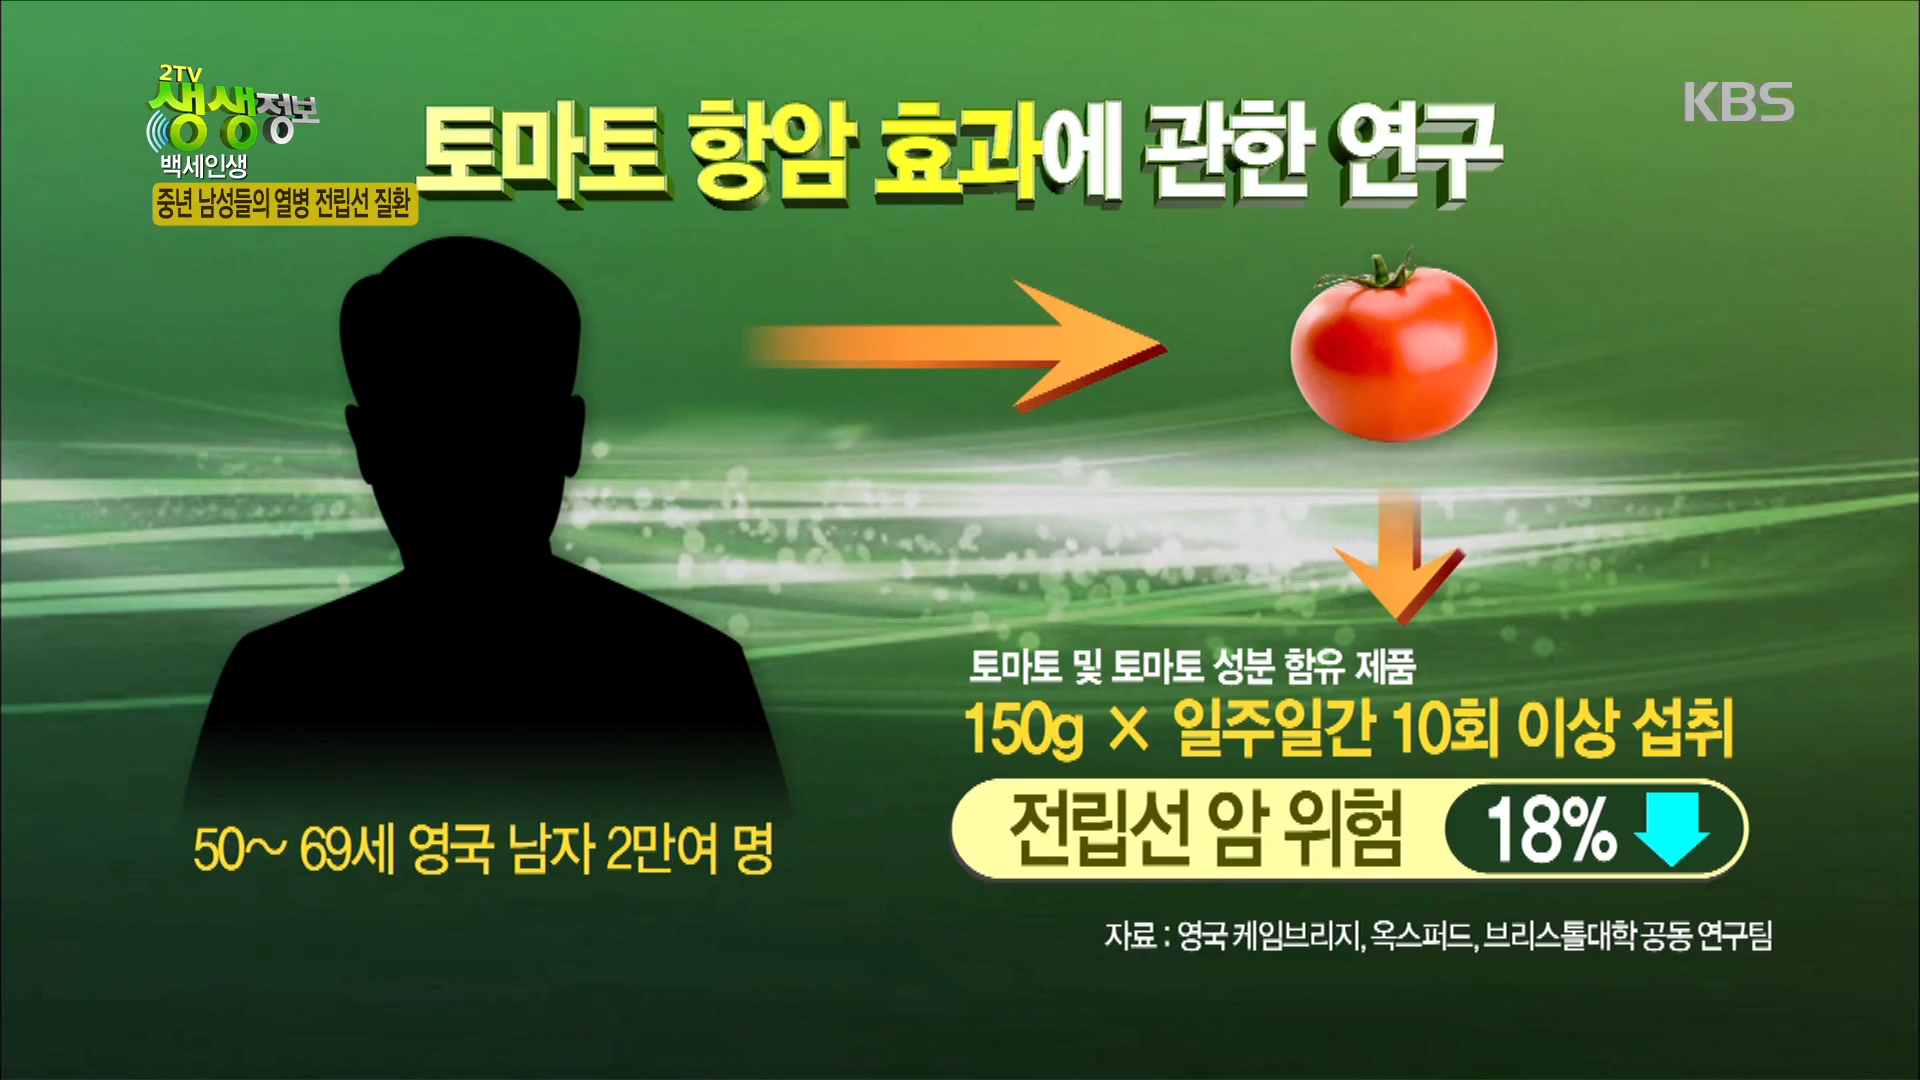 2TV
생생정보
백세인생
중년 남성들의 열병 전립선 질환
KBS
토마토 항암 효과에 관한 연구
50~ 69세 영국 남자 2만여 명
토마토 및 토마토 성분 함유 제품
150g × 일주일간 10회 이상 섭취
전립선 암 위험 18%
자료 : 영국 케임브리지, 옥스퍼드, 브리스톨대학 공동 연구팀